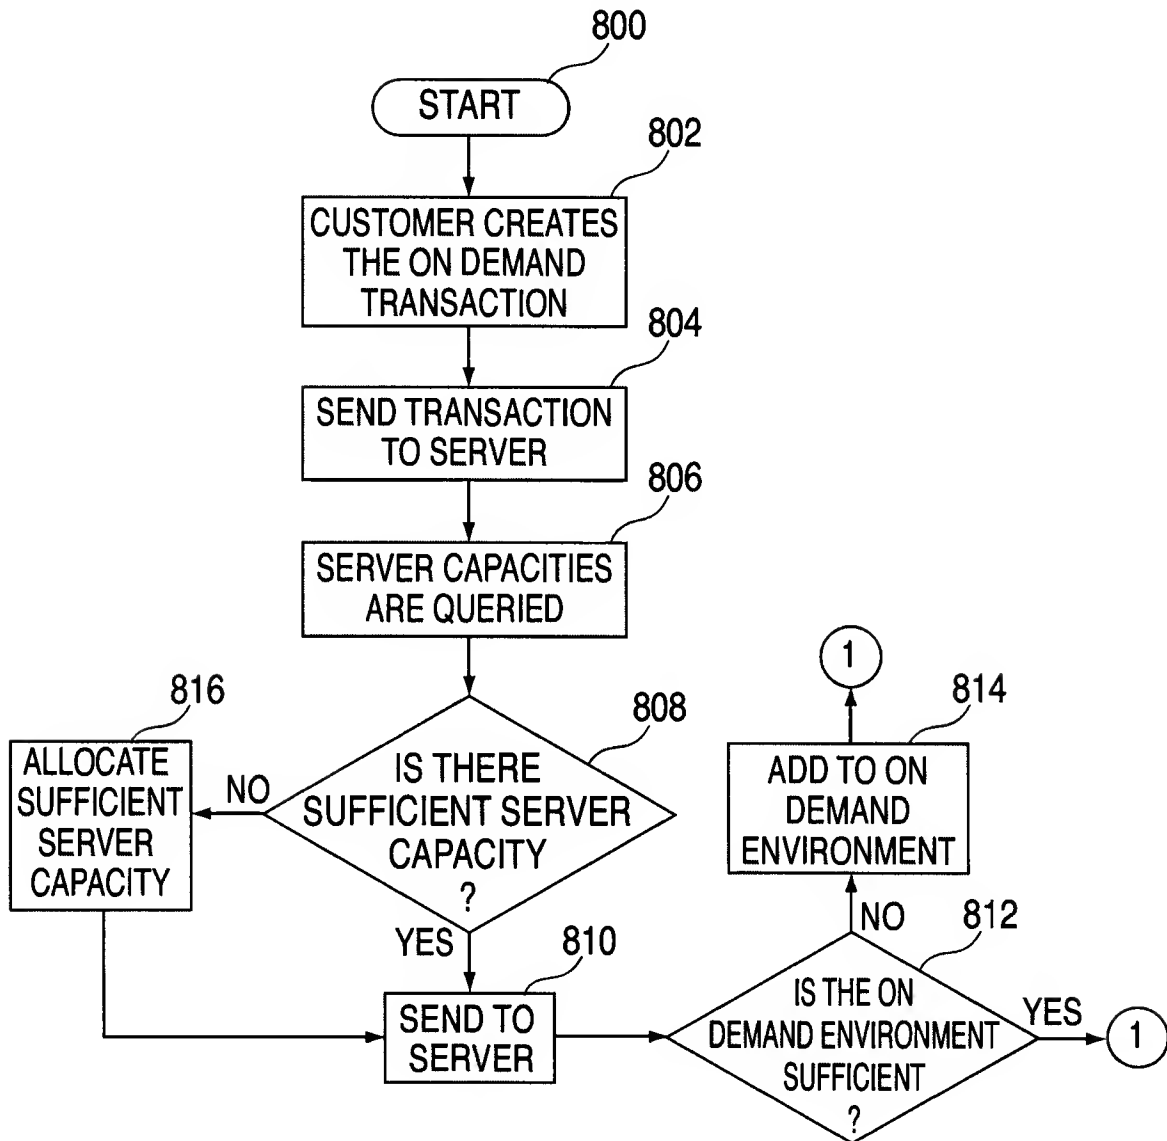 800
START
802
CUSTOMER CREATES
THE ON DEMAND
TRANSACTION
804
SEND TRANSACTION
TO SERVER
806
SERVER CAPACITIES
ARE QUERIED
808
IS THERE
SUFFICIENT SERVER
CAPACITY
?
NO
816
ALLOCATE
SUFFICIENT
SERVER
CAPACITY
YES
810
SEND TO
SERVER
812
IS THE ON
DEMAND ENVIRONMENT
SUFFICIENT
?
NO
814
ADD TO ON
DEMAND
ENVIRONMENT
1
YES
1